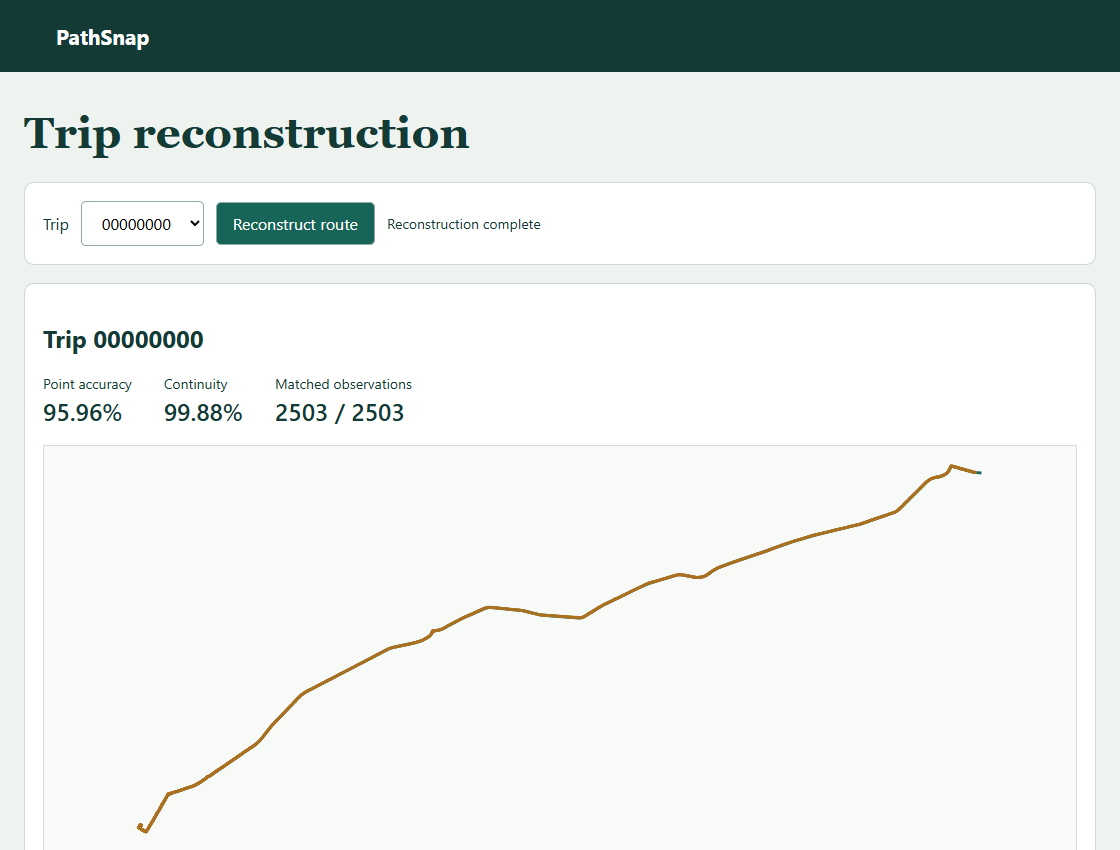 PathSnap
Trip reconstruction
Trip 00000000 Reconstruct route Reconstruction complete
Trip 00000000
Point accuracy Continuity Matched observations
95.96% 99.88% 2503 / 2503